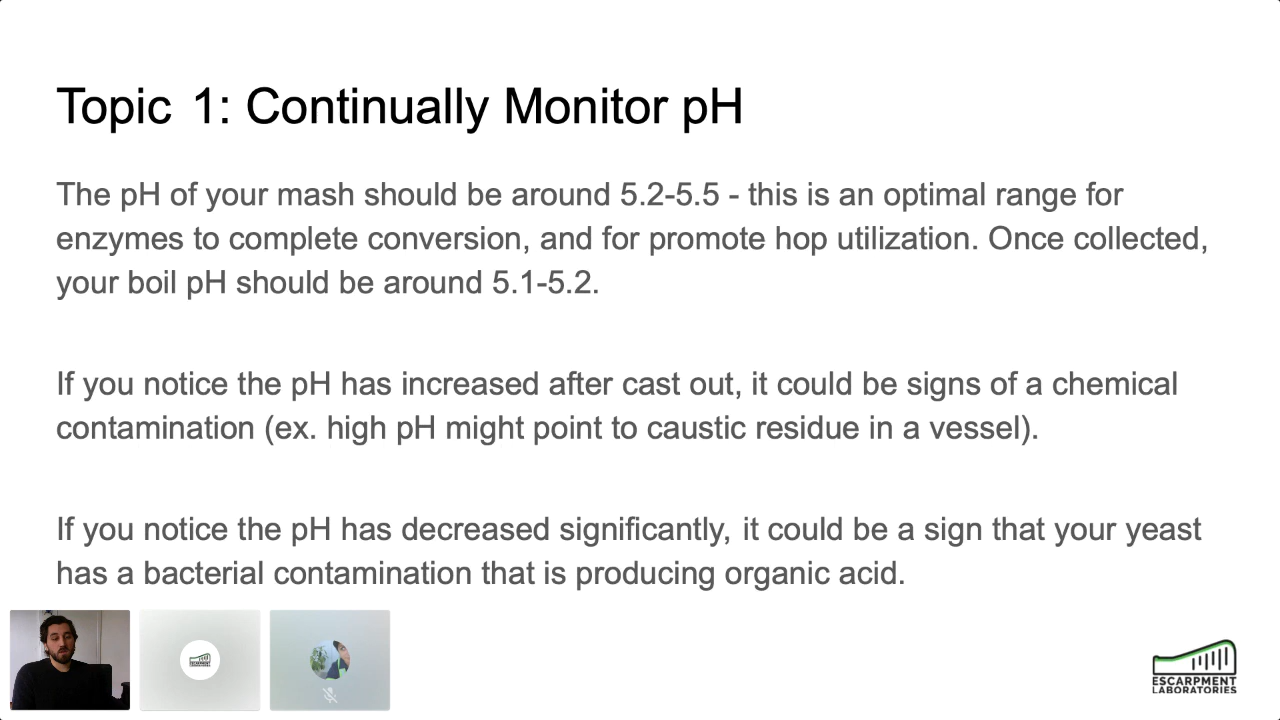 Topic 1: Continually Monitor pH
The pH of your mash should be around 5.2-5.5 - this is an optimal range for
enzymes to complete conversion, and for promote hop utilization. Once collected,
your boil pH should be around 5.1-5.2.
If you notice the pH has increased after cast out, it could be signs of a chemical
contamination (ex. high pH might point to caustic residue in a vessel).
If you notice the pH has decreased significantly, it could be a sign that your yeast
has a bacterial contamination that is producing organic acid.
ESCARPMENT
LABORATORIES
ESCARPMENT
LABORATORIES